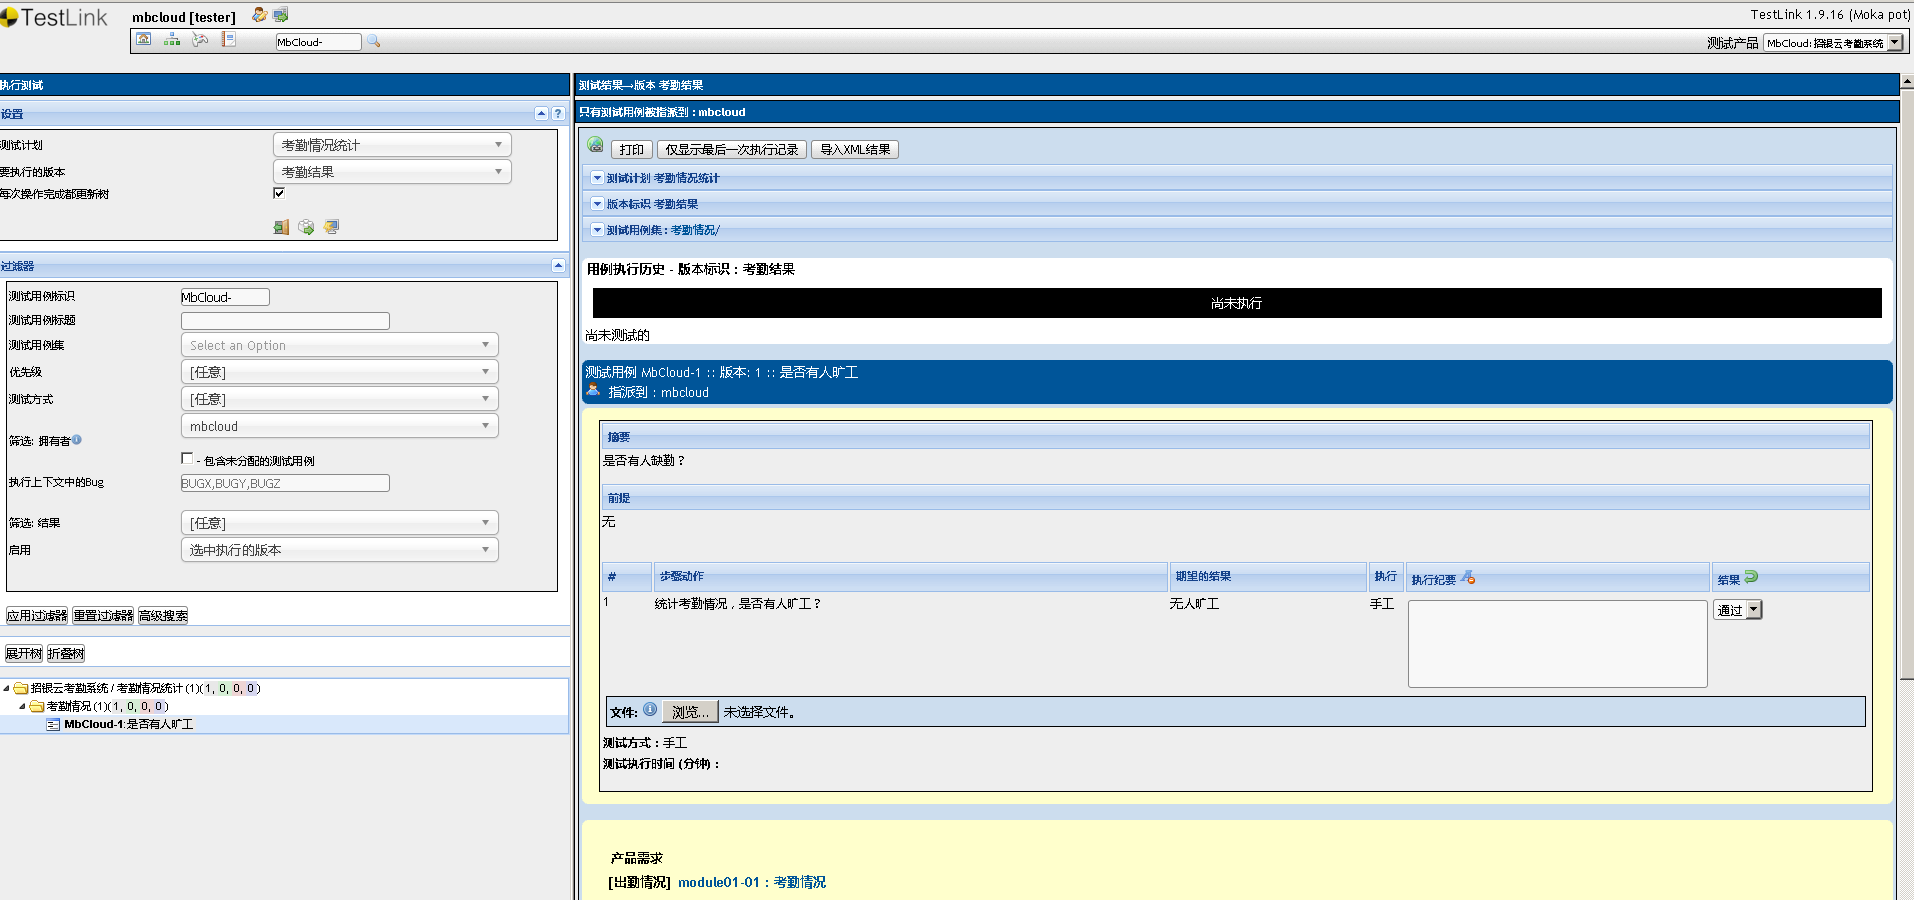 TestLink
mbcloud [tester]
TestLink 1.9.16 (Moka pot)
MbCloud-
测试产品 MbCloud:招银云考勤系统
执行测试
设置
?
测试计划 考勤情况统计
要执行的版本 考勤结果
每次操作完成都更新树
过滤器
测试用例标识 MbCloud-
测试用例标题
测试用例集 Select an Option
优先级 [任意]
测试方式 [任意]
mbcloud
筛选: 拥有者
- 包含未分配的测试用例
执行上下文中的Bug BUGX,BUGY,BUGZ
筛选: 结果 [任意]
启用 选中执行的版本
应用过滤器 重置过滤器 高级搜索
展开树 折叠树
招银云考勤系统 / 考勤情况统计 (1)(1, 0, 0, 0)
考勤情况 (1)(1, 0, 0, 0)
MbCloud-1:是否有人旷工
测试结果→版本 考勤结果
只有测试用例被指派到 : mbcloud
打印 仅显示最后一次执行记录 导入XML结果
测试计划 考勤情况统计
版本标识 考勤结果
测试用例集 : 考勤情况/
用例执行历史 - 版本标识 : 考勤结果
尚未执行
尚未测试的
测试用例 MbCloud-1 :: 版本: 1 :: 是否有人旷工
指派到 : mbcloud
摘要
是否有人缺勤？
前提
无
# 步骤动作 期望的结果 执行 执行纪要 结果
1 统计考勤情况，是否有人旷工？ 无人旷工 手工 通过
文件: 浏览... 未选择文件。
测试方式 : 手工
测试执行时间 (分钟) :
产品需求
[出勤情况] module01-01 : 考勤情况